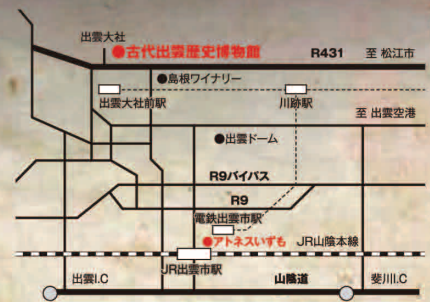 出雲大社
●古代出雲歴史博物館
R431 至 松江市
●島根ワイナリー
出雲大社前駅
川跡駅
至 出雲空港
●出雲ドーム
R9バイパス
R9
電鉄出雲市駅
●アトネスいずも
JR山陰本線
JR出雲市駅
出雲I.C
山陰道
斐川I.C